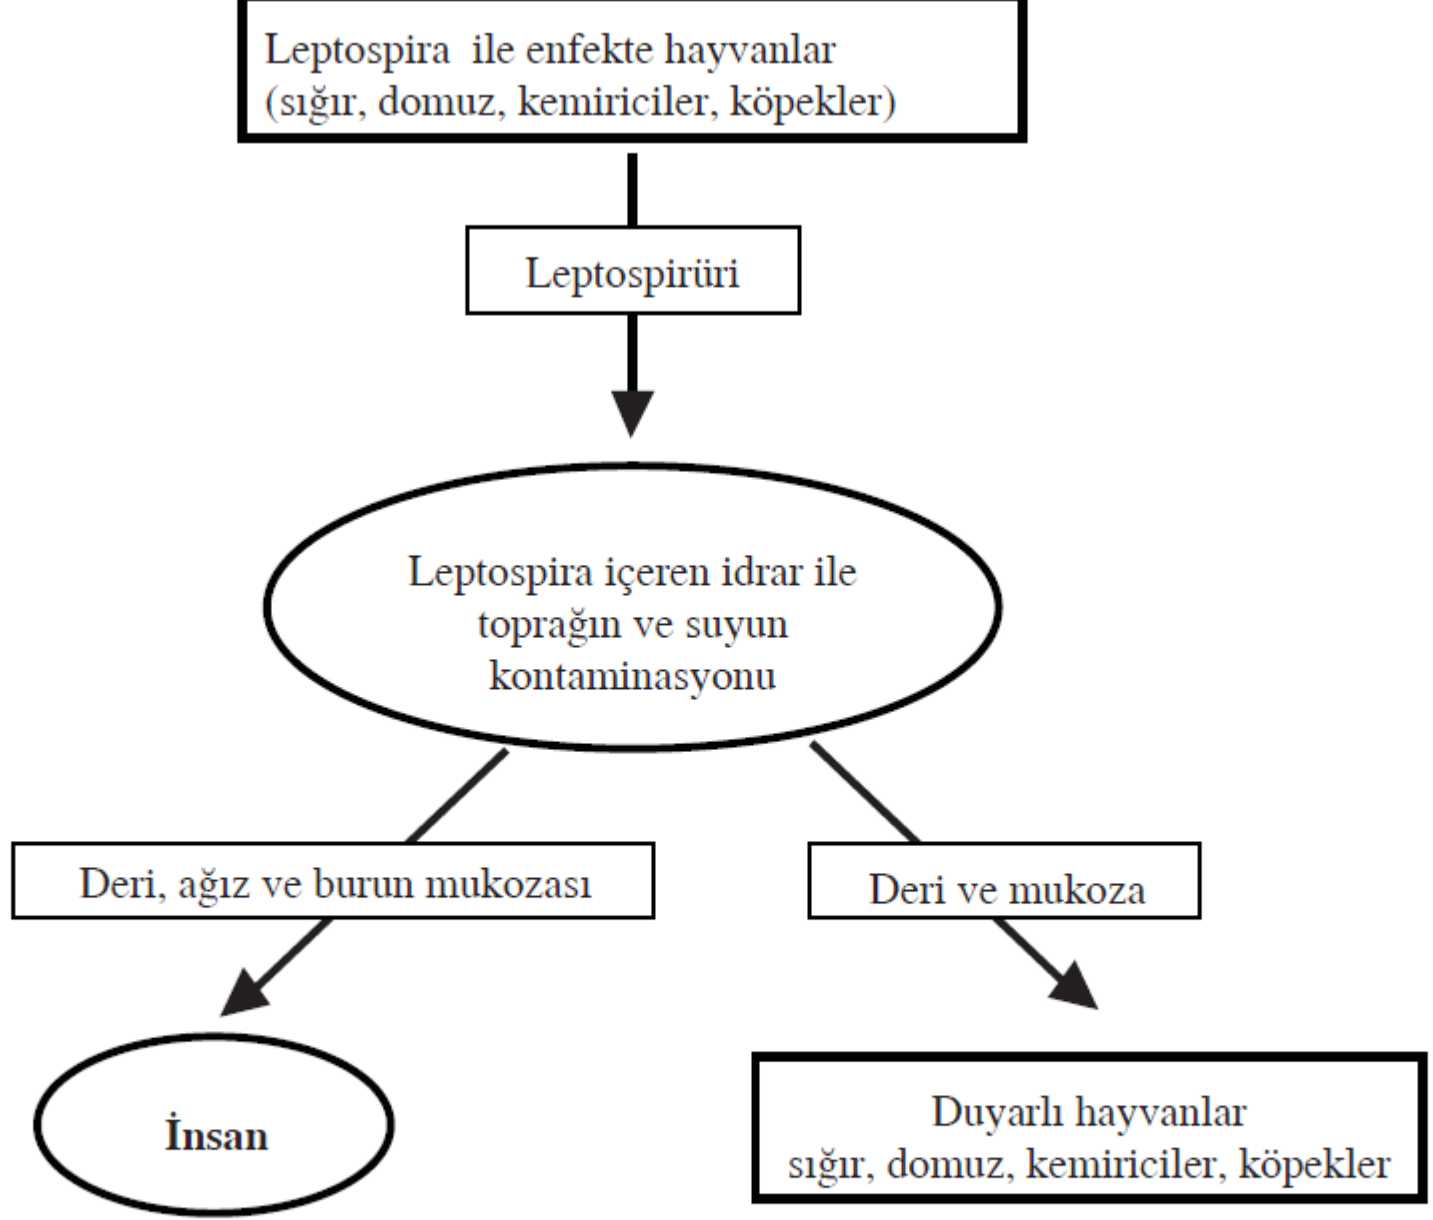 Leptospira ile enfekte hayvanlar
(sığır, domuz, kemiriciler, köpekler)
Leptospirüri
Leptospira içeren idrar ile
toprağın ve suyun
kontaminasyonu
Deri, ağız ve burun mukozası
Deri ve mukoza
İnsan
Duyarlı hayvanlar
sığır, domuz, kemiriciler, köpekler